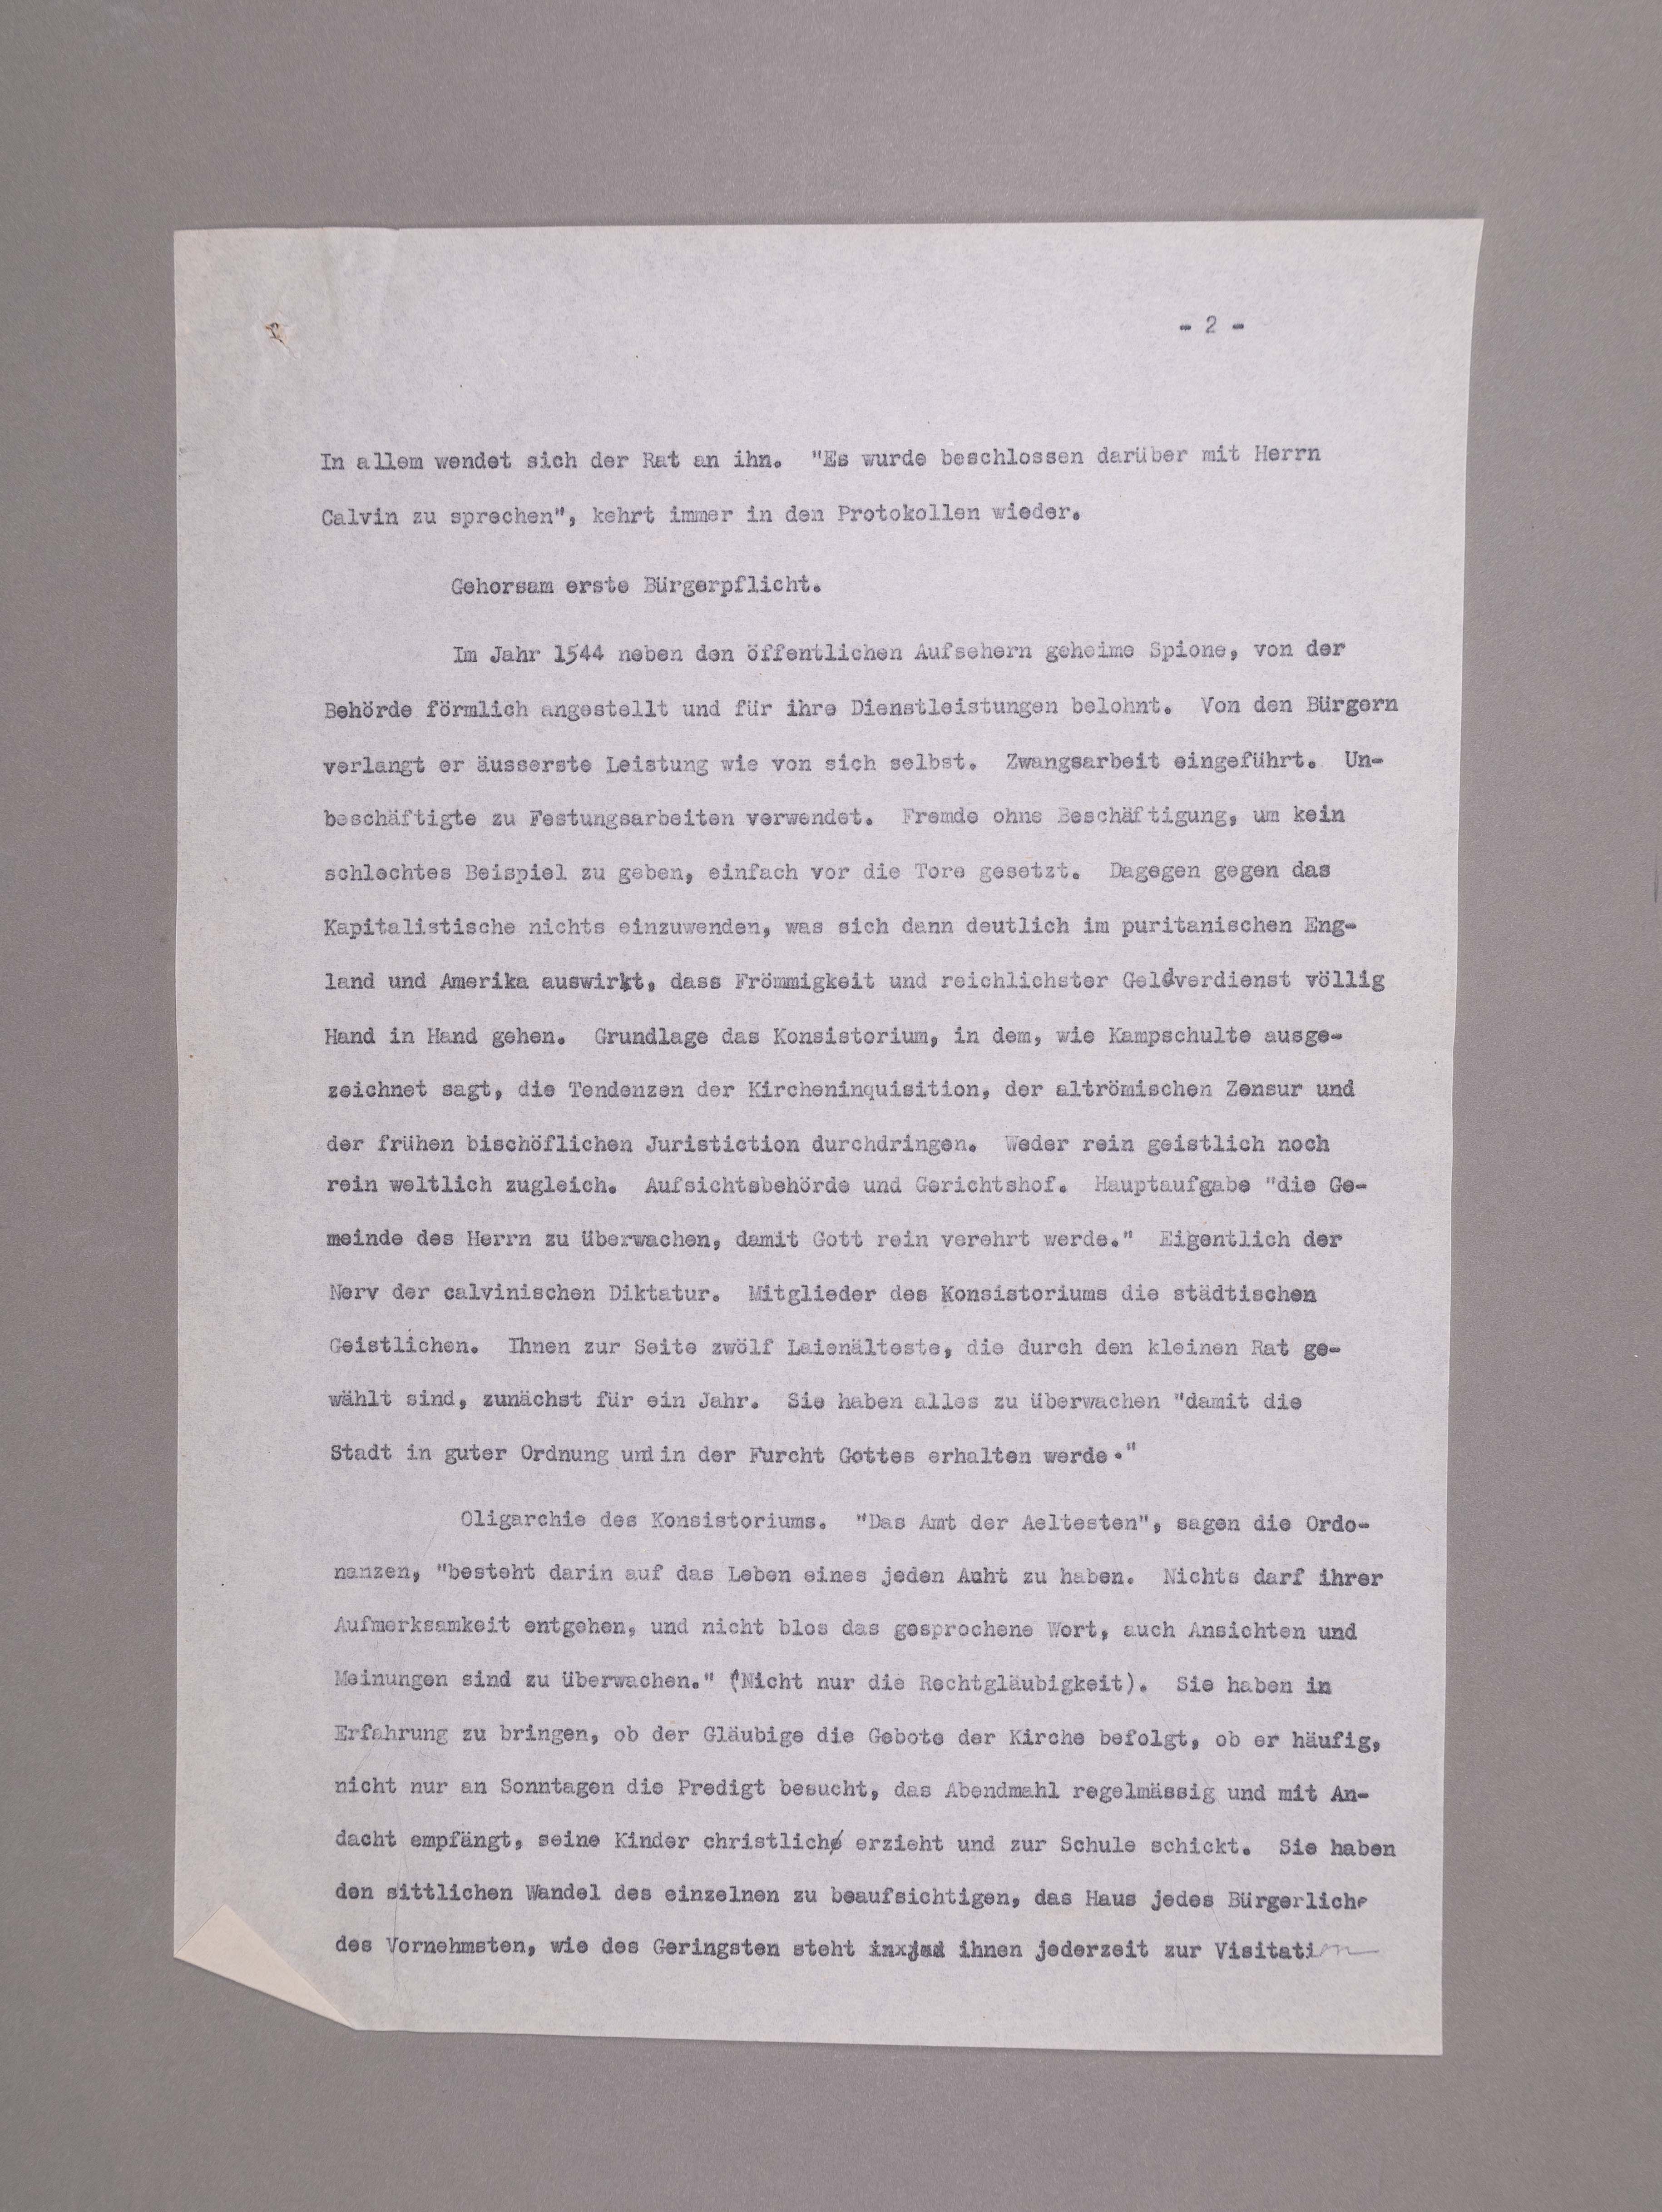 - 2 -
In allem wendet sich der Rat an ihn. "Es wurde beschlossen darüber mit Herrn
Calvin zu sprechen", kehrt immer in den Protokollen wieder.
Gehorsam erste Bürgerpflicht.
Im Jahr 1544 neben den öffentlichen Aufsehern geheime Spione, von der
Behörde förmlich angestellt und für ihre Dienstleistungen belohnt. Von den Bürgern
verlangt er äusserste Leistung wie von sich selbst. Zwangsarbeit eingeführt. Un-
beschäftigte zu Festungsarbeiten verwendet. Fremde ohne Beschäftigung, um kein
schlechtes Beispiel zu geben, einfach vor die Tore gesetzt. Dagegen gegen das
Kapitalistische nichts einzuwenden, was sich dann deutlich im puritanischen Eng-
land und Amerika auswirkt, dass Frömmigkeit und reichlichster Geldverdienst völlig
Hand in Hand gehen. Grundlage das Konsistorium, in dem, wie Kampschulte ausge-
zeichnet sagt, die Tendenzen der Kircheninquisition, der altrömischen Zensur und
der frühen bischöflichen Juristiction durchdringen. Weder rein geistlich noch
rein weltlich zugleich. Aufsichtsbehörde und Gerichtshof. Hauptaufgabe "die Ge-
meinde des Herrn zu überwachen, damit Gott rein verehrt werde." Eigentlich der
Nerv der calvinischen Diktatur. Mitglieder des Konsistoriums die städtischen
Geistlichen. Ihnen zur Seite zwölf Laienälteste, die durch den kleinen Rat ge-
wählt sind, zunächst für ein Jahr. Sie haben alles zu überwachen "damit die
Stadt in guter Ordnung und in der Furcht Gottes erhalten werde."
Oligarchie des Konsistoriums. "Das Amt der Aeltesten", sagen die Ordo-
nanzen, "besteht darin auf das Leben eines jeden Acht zu haben. Nichts darf ihrer
Aufmerksamkeit entgehen, und nicht blos das gesprochene Wort, auch Ansichten und
Meinungen sind zu überwachen." (Nicht nur die Rechtgläubigkeit). Sie haben in
Erfahrung zu bringen, ob der Gläubige die Gebote der Kirche befolgt, ob er häufig,
nicht nur an Sonntagen die Predigt besucht, das Abendmahl regelmässig und mit An-
dacht empfängt, seine Kinder christlich erzieht und zur Schule schickt. Sie haben
den sittlichen Wandel des einzelnen zu beaufsichtigen, das Haus jedes Bürgerliche
des Vornehmsten, wie des Geringsten steht ihnen jederzeit zur Visitation